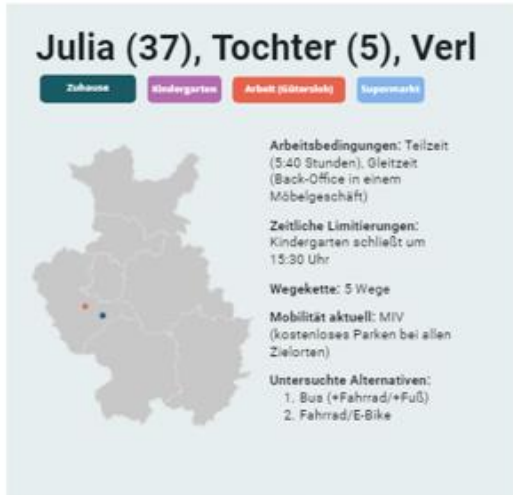 Julia (37), Tochter (5), Verl
Zuhause Kindergarten Arbeit (Gütersloh) Supermarkt
Arbeitsbedingungen: Teilzeit
(5:40 Stunden), Gleitzeit
(Back-Office in einem
Möbelgeschäft)
Zeitliche Limitierungen:
Kindergarten schließt um
15:30 Uhr
Wegekette: 5 Wege
Mobilität aktuell: MIV
(kostenloses Parken bei allen
Zielorten)
Untersuchte Alternativen:
1. Bus (+Fahrrad/+Fuß)
2. Fahrrad/E-Bike